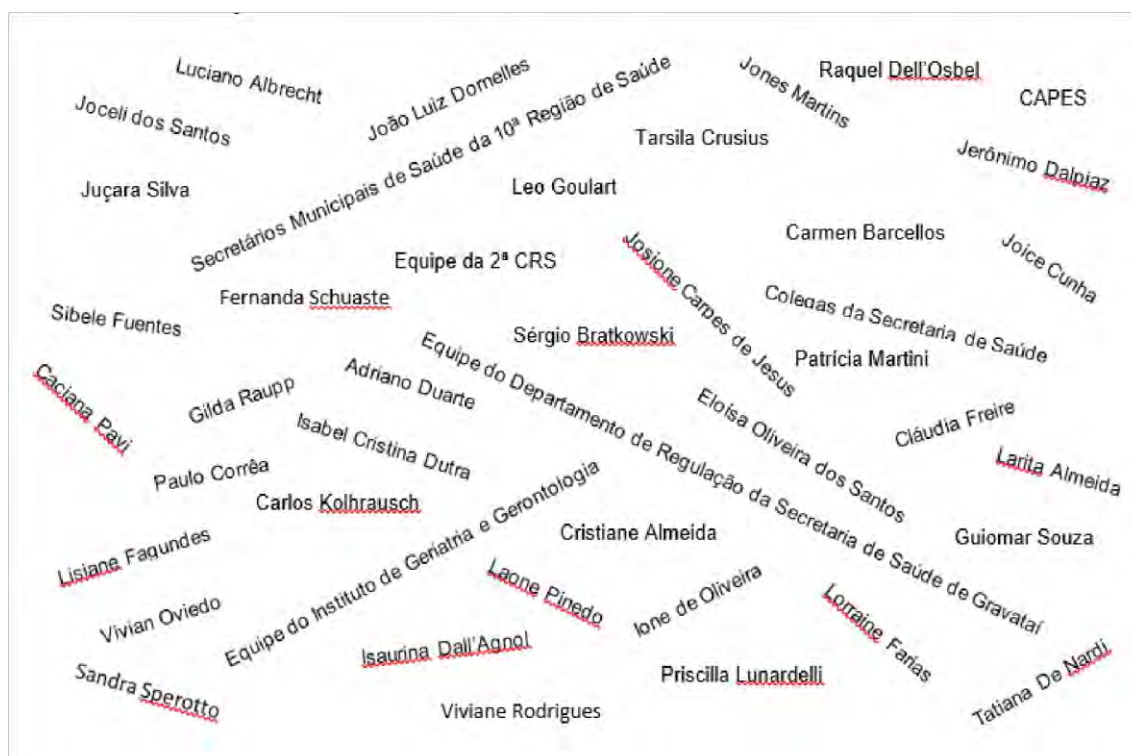 Luciano Albrecht
João Luiz Dornelles
Jones Martins
Raquel Dell'Osbel
CAPES
Joceli dos Santos
Secretários Municipais de Saúde da 10ª Região de Saúde
Tarsila Crusius
Jerônimo Dalpiaz
Juçara Silva
Leo Goulart
Carmen Barcellos
Joice Cunha
Equipe da 2ª CRS
Josione Carpes de Jesus
Fernanda Schuaste
Colegas da Secretaria de Saúde
Sibele Fuentes
Sérgio Bratkowski
Patrícia Martini
Equipe do Departamento de Regulação da Secretaria de Saúde de Gravataí
Caciana Pavi
Gilda Raupp
Adriano Duarte
Eloísa Oliveira dos Santos
Cláudia Freire
Isabel Cristina Dutra
Larita Almeida
Paulo Corrêa
Carlos Kolhrausch
Equipe do Instituto de Geriatria e Gerontologia
Cristiane Almeida
Guiomar Souza
Lisiane Fagundes
Laone Pinedo
Ione de Oliveira
Lorraine Farias
Vivian Oviedo
Isaurina Dall'Agnol
Priscilla Lunardelli
Tatiana De Nardi
Sandra Sperotto
Viviane Rodrigues